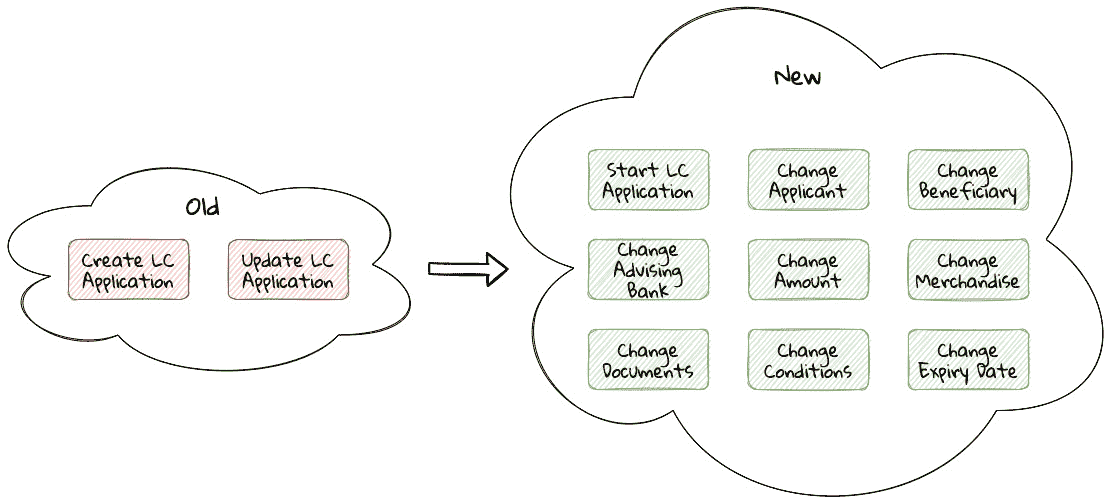 Old
Create LC
Application
Update LC
Application
New
Start LC
Application
Change
Applicant
Change
Beneficiary
Change
Advising
Bank
Change
Amount
Change
Merchandise
Change
Documents
Change
Conditions
Change
Expiry Date